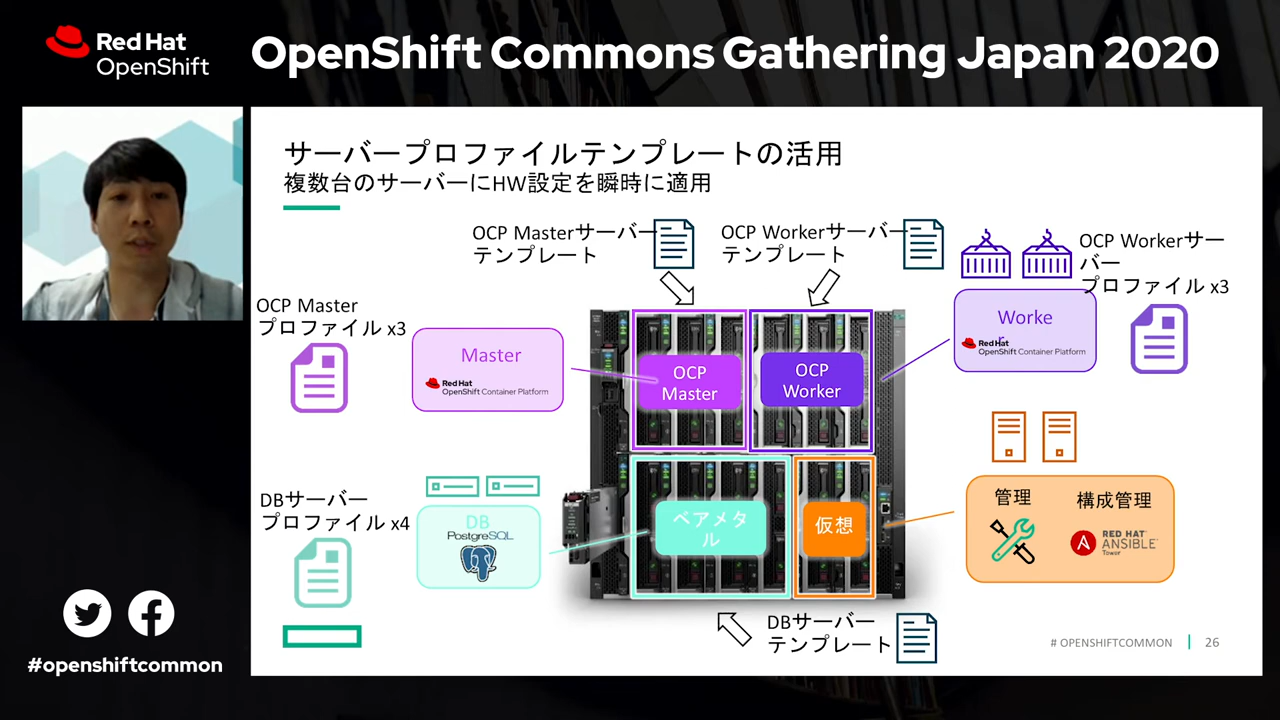 Red Hat
OpenShift
OpenShift Commons Gathering Japan 2020
サーバープロファイルテンプレートの活用
複数台のサーバーにHW設定を瞬時に適用
OCP Masterサーバー
テンプレート
OCP Workerサーバー
テンプレート
OCP Workerサー
バー
プロファイル x3
OCP Master
プロファイル x3
Master
Red Hat
OpenShift Container Platform
OCP
Master
OCP
Worker
Worke
r
Red Hat
OpenShift Container Platform
DBサーバー
プロファイル x4
DB
PostgreSQL
ベアメタ
ル
仮想
管理
構成管理
RED HAT
ANSIBLE
Tower
DBサーバー
テンプレート
#openshiftcommon
# OPENSHIFTCOMMON
26